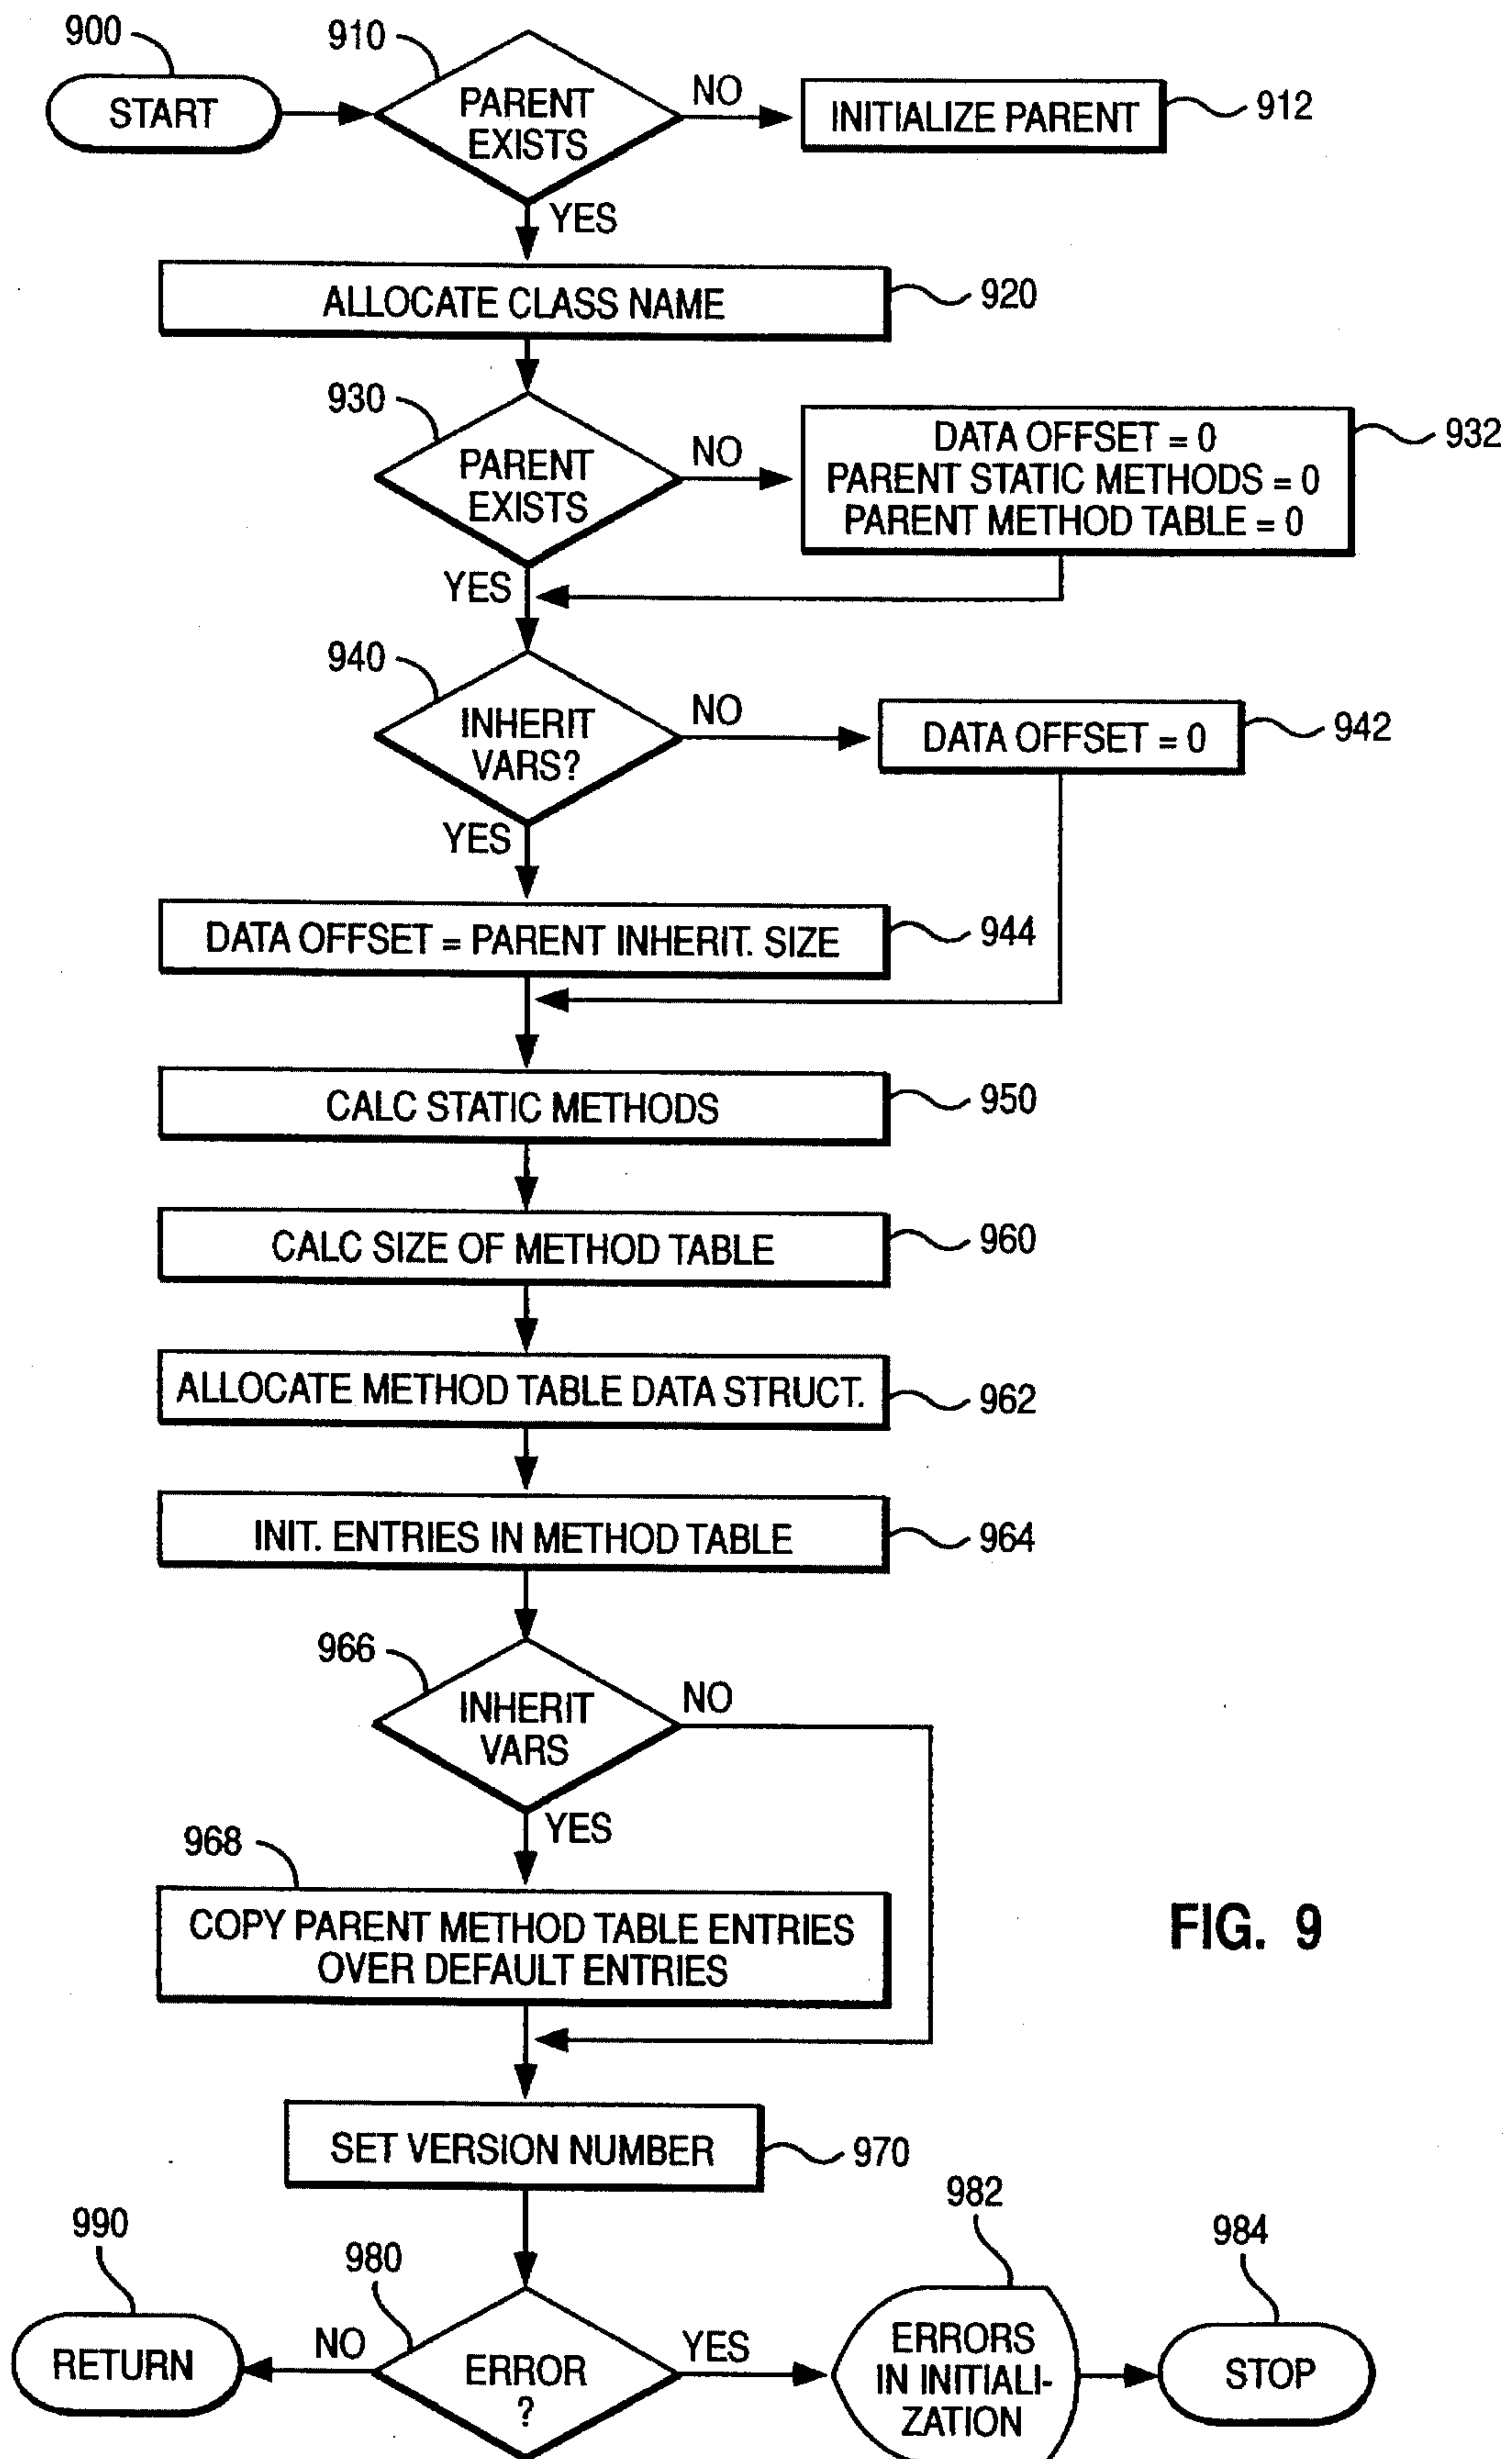 900
START
910
PARENT
EXISTS
NO
INITIALIZE PARENT
912
YES
ALLOCATE CLASS NAME
920
930
PARENT
EXISTS
NO
DATA OFFSET = 0
PARENT STATIC METHODS = 0
PARENT METHOD TABLE = 0
932
YES
940
INHERIT
VARS?
NO
DATA OFFSET = 0
942
YES
DATA OFFSET = PARENT INHERIT. SIZE
944
CALC STATIC METHODS
950
CALC SIZE OF METHOD TABLE
960
ALLOCATE METHOD TABLE DATA STRUCT.
962
INIT. ENTRIES IN METHOD TABLE
964
966
INHERIT
VARS
NO
YES
968
COPY PARENT METHOD TABLE ENTRIES
OVER DEFAULT ENTRIES
FIG. 9
SET VERSION NUMBER
970
990
RETURN
NO
980
ERROR
?
YES
982
ERRORS
IN INITIALI-
ZATION
984
STOP